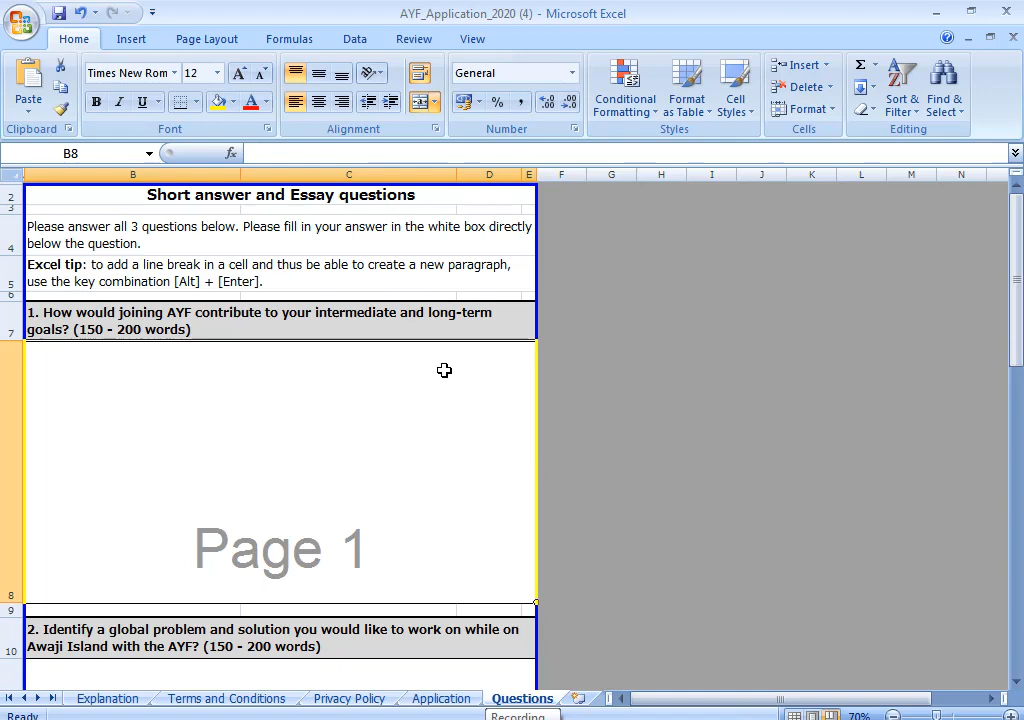 AYF_Application_2020 (4) - Microsoft Excel
Home Insert Page Layout Formulas Data Review View
Paste
Times New Rom 12
B I U
General
% ,
Conditional Formatting
Format as Table
Cell Styles
Insert
Delete
Format
Σ
Sort & Filter
Find & Select
Clipboard Font Alignment Number Styles Cells Editing
B8 fx
B C D E F G H I J K L M N
2 Short answer and Essay questions
3
Please answer all 3 questions below. Please fill in your answer in the white box directly
4 below the question.
Excel tip: to add a line break in a cell and thus be able to create a new paragraph,
5 use the key combination [Alt] + [Enter].
6
1. How would joining AYF contribute to your intermediate and long-term
7 goals? (150 - 200 words)
Page 1
8
9
2. Identify a global problem and solution you would like to work on while on
10 Awaji Island with the AYF? (150 - 200 words)
Explanation Terms and Conditions Privacy Policy Application Questions
Ready Recording 70%